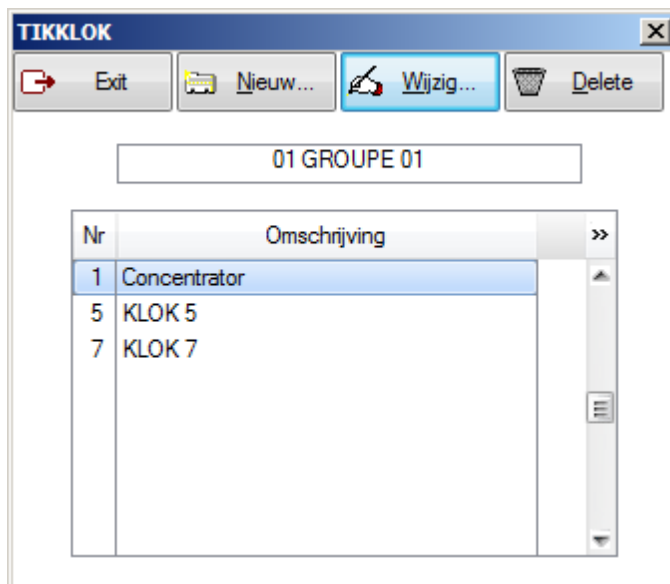 TIKKLOK
Exit Nieuw... Wijzig... Delete
01 GROUPE 01
Nr Omschrijving »
1 Concentrator
5 KLOK 5
7 KLOK 7